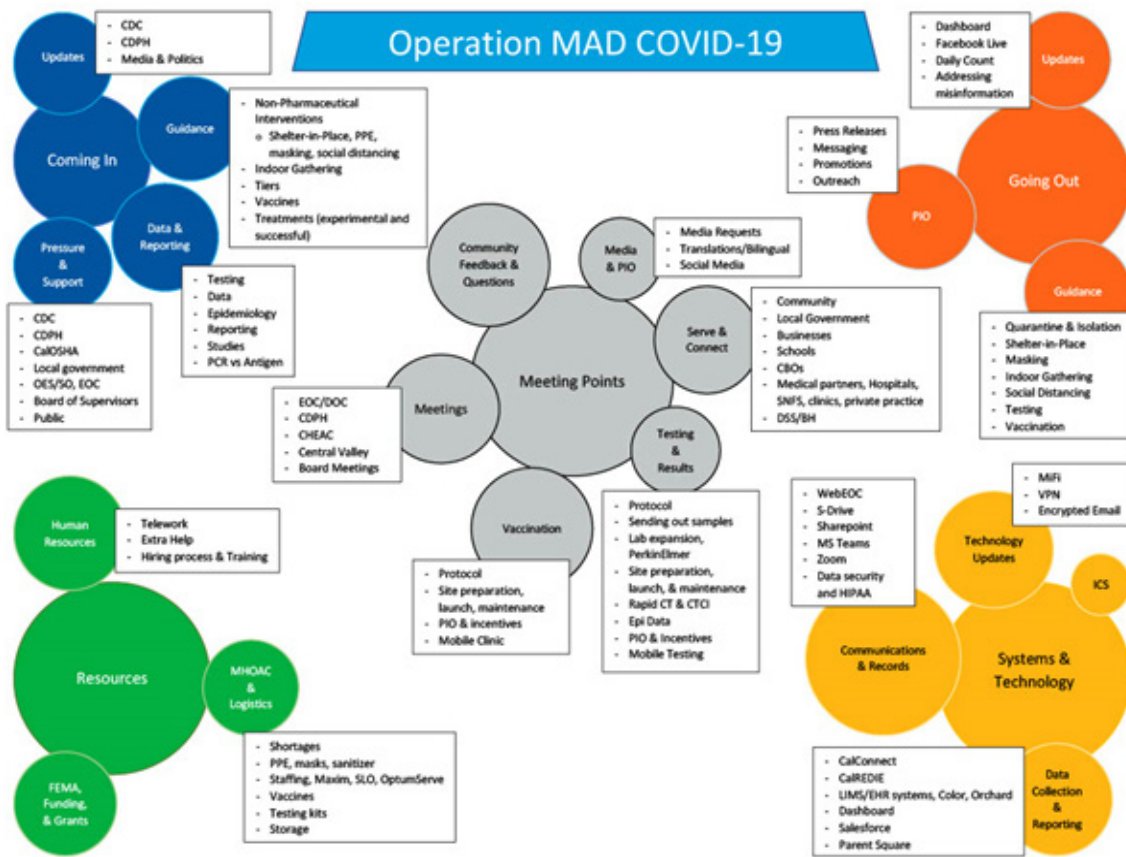 Operation MAD COVID-19
Updates
- CDC
- CDPH
- Media & Politics
Coming In
Guidance
- Non-Pharmaceutical
Interventions
o Shelter-in-Place, PPE,
masking, social distancing
- Indoor Gathering
- Tiers
- Vaccines
- Treatments (experimental and
successful)
Data &
Reporting
- Testing
- Data
- Epidemiology
- Reporting
- Studies
- PCR vs Antigen
Pressure
&
Support
- CDC
- CDPH
- CalOSHA
- Local government
- OES/SO, EOC
- Board of Supervisors
- Public
Updates
- Dashboard
- Facebook Live
- Daily Count
- Addressing
misinformation
Going Out
PIO
- Press Releases
- Messaging
- Promotions
- Outreach
Guidance
- Quarantine & Isolation
- Shelter-in-Place
- Masking
- Indoor Gathering
- Social Distancing
- Testing
- Vaccination
Meeting Points
Community
Feedback &
Questions
Media
& PIO
- Media Requests
- Translations/Bilingual
- Social Media
Serve &
Connect
- Community
- Local Government
- Businesses
- Schools
- CBOs
- Medical partners, Hospitals,
SNFS, clinics, private practice
- DSS/BH
Meetings
- EOC/DOC
- CDPH
- CHEAC
- Central Valley
- Board Meetings
Testing
&
Results
- Protocol
- Sending out samples
- Lab expansion,
PerkinElmer
- Site preparation,
launch, & maintenance
- Rapid CT & CTCI
- Epi Data
- PIO & Incentives
- Mobile Testing
Vaccination
- Protocol
- Site preparation,
launch, maintenance
- PIO & incentives
- Mobile Clinic
Human
Resources
- Telework
- Extra Help
- Hiring process & Training
Resources
MHOAC
&
Logistics
- Shortages
- PPE, masks, sanitizer
- Staffing, Maxim, SLO, OptumServe
- Vaccines
- Testing kits
- Storage
FEMA,
Funding,
& Grants
Technology
Updates
- MiFi
- VPN
- Encrypted Email
ICS
Systems &
Technology
Communications
& Records
- WebEOC
- S-Drive
- Sharepoint
- MS Teams
- Zoom
- Data security
and HIPAA
Data
Collection
&
Reporting
- CalConnect
- CalREDIE
- LIMS/EHR systems, Color, Orchard
- Dashboard
- Salesforce
- Parent Square